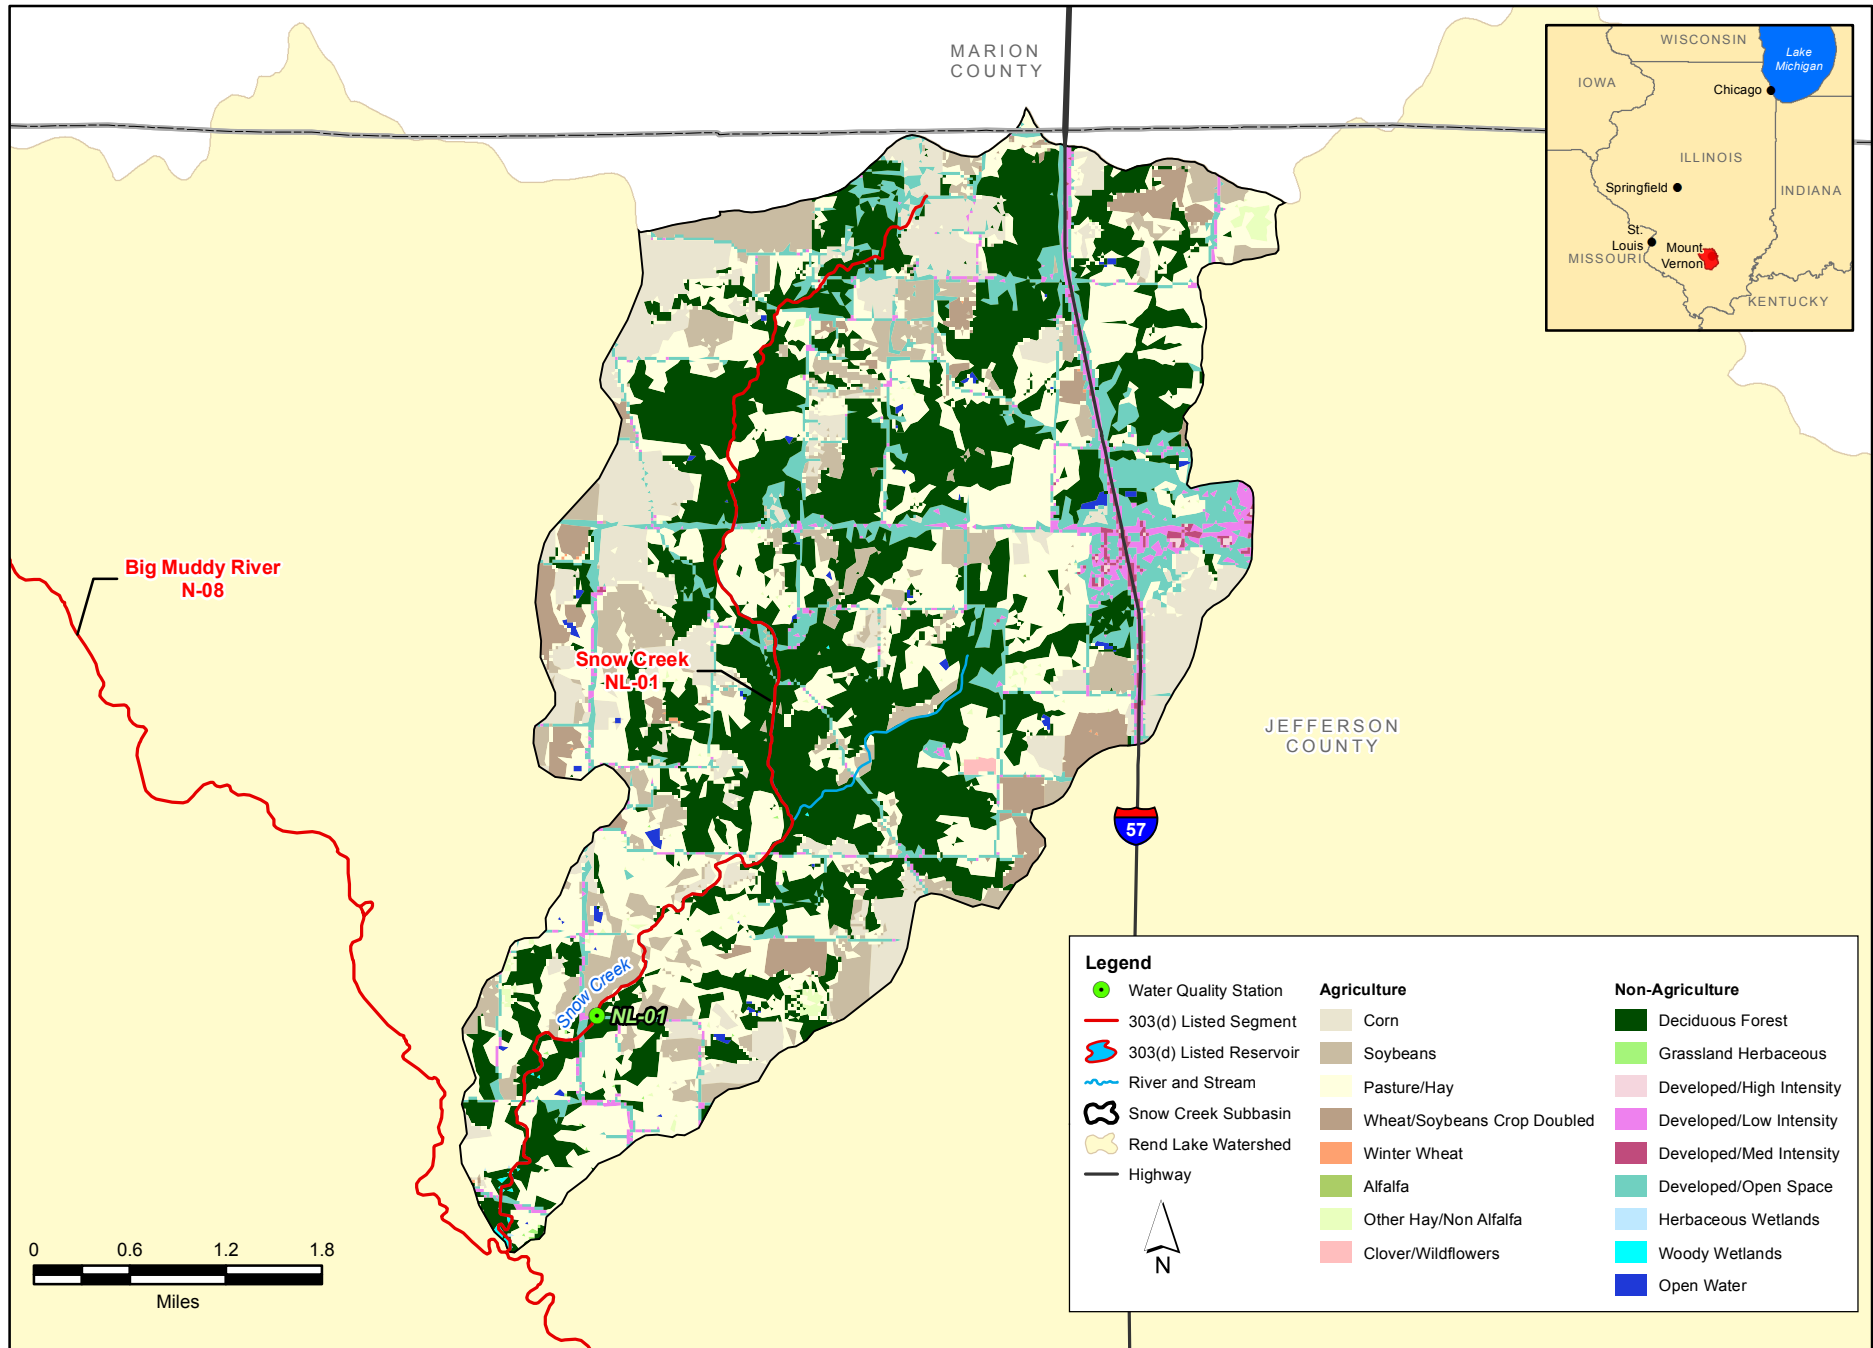 MARION
COUNTY
WISCONSIN
Lake
Michigan
IOWA
Chicago
ILLINOIS
Springfield
INDIANA
St.
Louis
Mount
Vernon
MISSOURI
KENTUCKY
Big Muddy River
N-08
Snow Creek
NL-01
JEFFERSON
COUNTY
57
Snow Creek
NL-01
0 0.6 1.2 1.8
Miles
Legend
Water Quality Station
303(d) Listed Segment
303(d) Listed Reservoir
River and Stream
Snow Creek Subbasin
Rend Lake Watershed
Highway
N
Agriculture
Corn
Soybeans
Pasture/Hay
Wheat/Soybeans Crop Doubled
Winter Wheat
Alfalfa
Other Hay/Non Alfalfa
Clover/Wildflowers
Non-Agriculture
Deciduous Forest
Grassland Herbaceous
Developed/High Intensity
Developed/Low Intensity
Developed/Med Intensity
Developed/Open Space
Herbaceous Wetlands
Woody Wetlands
Open Water